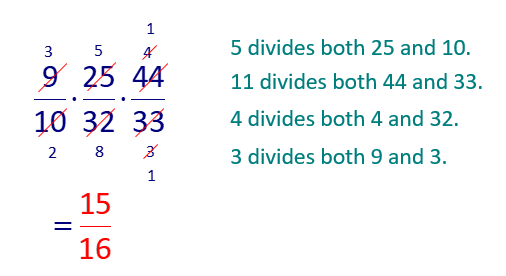 1
3 5 4
9/10 · 25/32 · 44/33
2 8 3
1
= 15/16
5 divides both 25 and 10.
11 divides both 44 and 33.
4 divides both 4 and 32.
3 divides both 9 and 3.